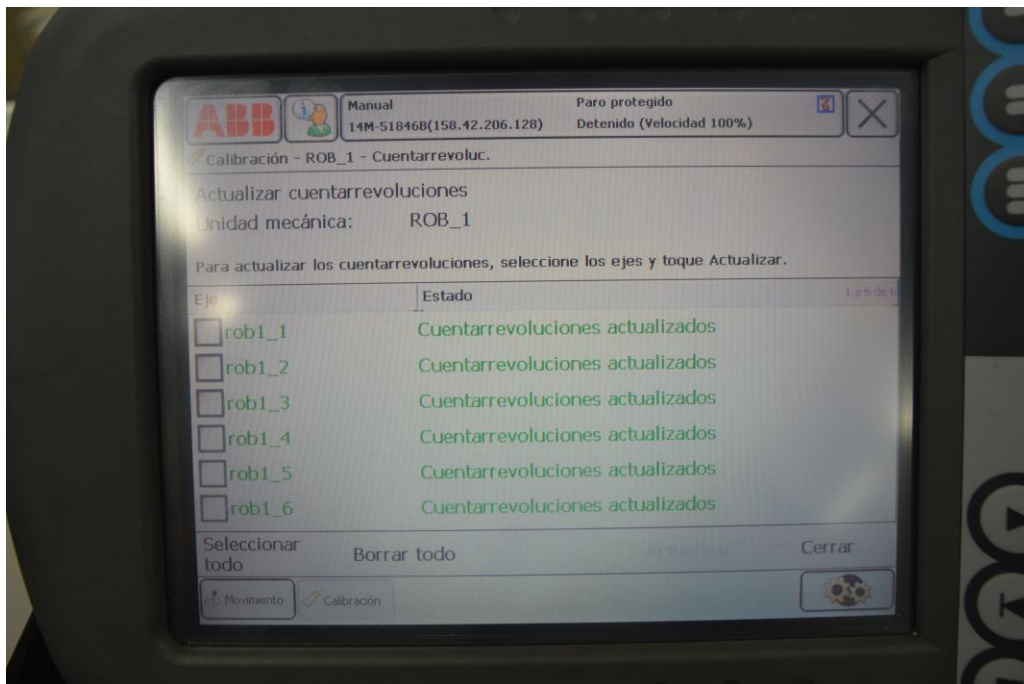 ABB
Manual
14M-51846B(158.42.206.128)
Paro protegido
Detenido (Velocidad 100%)
Calibración - ROB_1 - Cuentarrevoluc.
Actualizar cuentarrevoluciones
Unidad mecánica: ROB_1
Para actualizar los cuentarrevoluciones, seleccione los ejes y toque Actualizar.
Eje Estado 1 a 6 de 6
rob1_1 Cuentarrevoluciones actualizados
rob1_2 Cuentarrevoluciones actualizados
rob1_3 Cuentarrevoluciones actualizados
rob1_4 Cuentarrevoluciones actualizados
rob1_5 Cuentarrevoluciones actualizados
rob1_6 Cuentarrevoluciones actualizados
Seleccionar
todo
Borrar todo Actualizar Cerrar
Movimiento Calibración